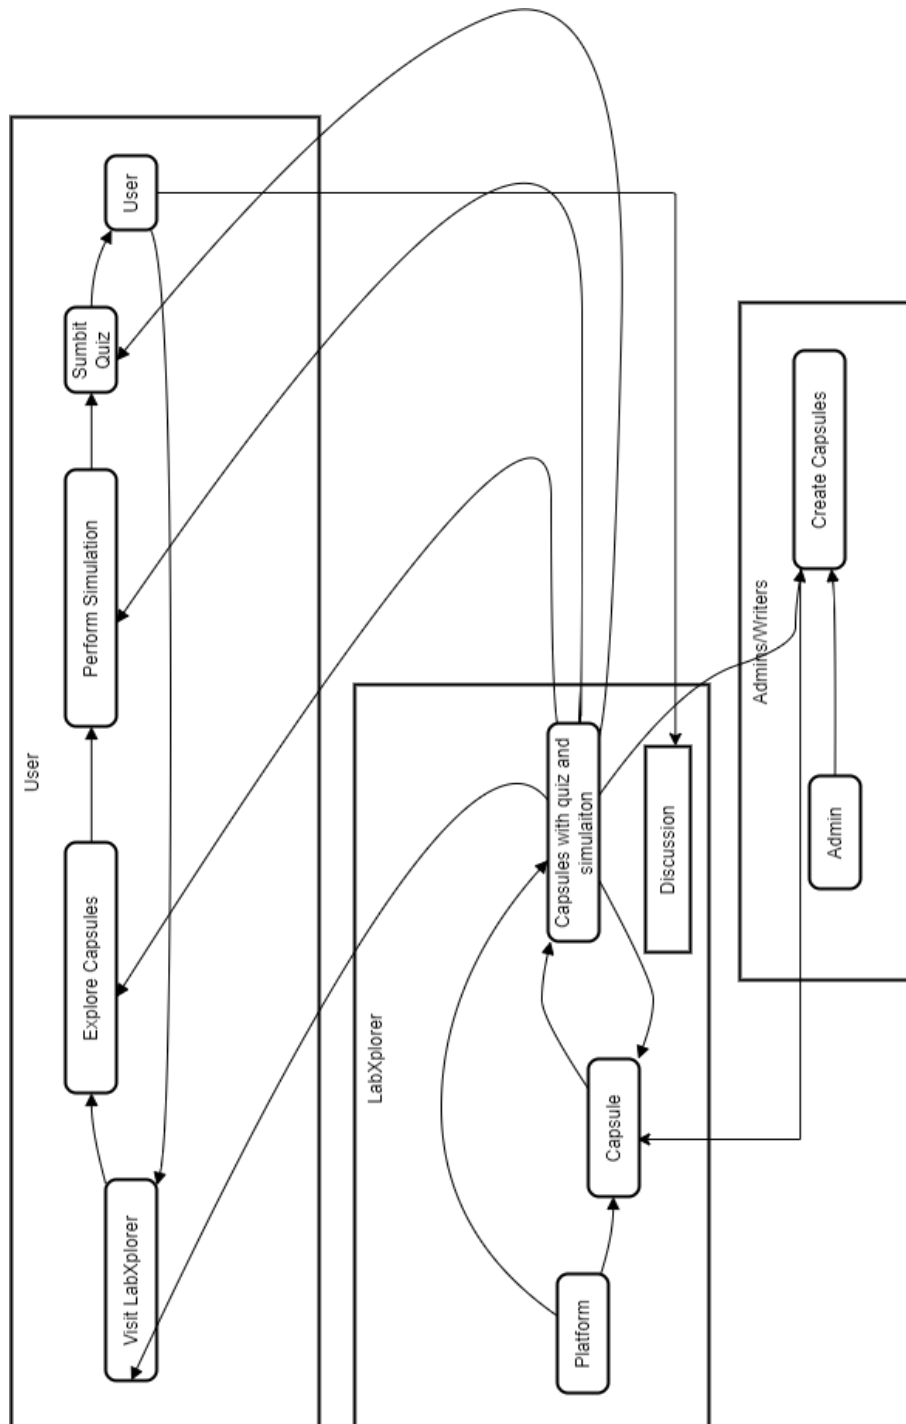 User
Visit LabXplorer
Explore Capsules
Perform Simulation
Sumbit
Quiz
User
LabXplorer
Platform
Capsule
Capsules with quiz and
simulaiton
Discussion
Admins/Writers
Admin
Create Capsules